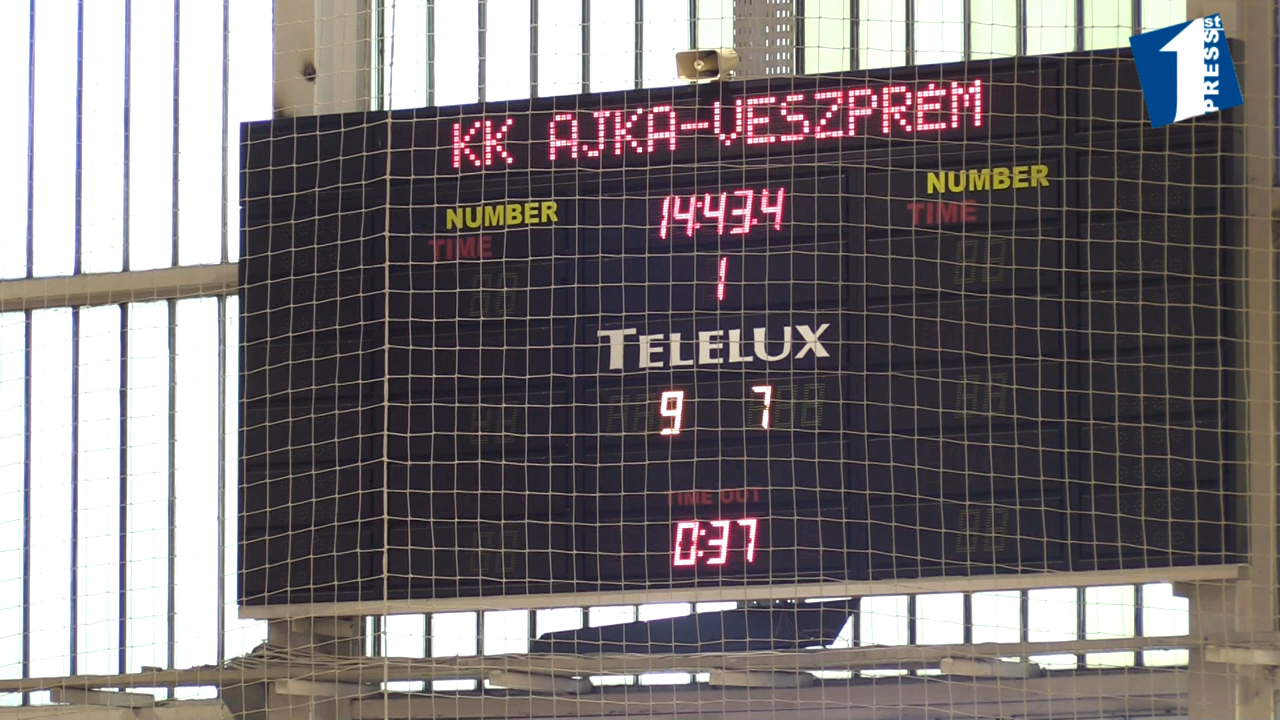 1st PRESS
KK AJKA-VESZPRÉM
NUMBER
TIME
14:43.4
NUMBER
TIME
1
TELELUX
9 7
TIME OUT
0:37